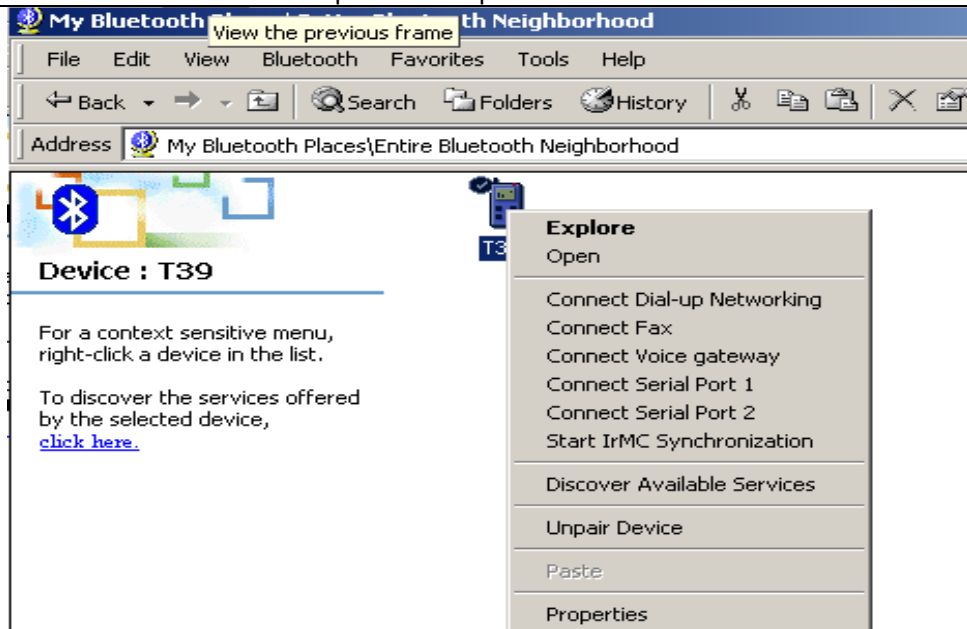 My Bluetooth
th Neighborhood
View the previous frame
File Edit View Bluetooth Favorites Tools Help
Back Search Folders History
Address My Bluetooth Places\Entire Bluetooth Neighborhood
Device : T39
For a context sensitive menu,
right-click a device in the list.
To discover the services offered
by the selected device,
click here.
T3
Explore
Open
Connect Dial-up Networking
Connect Fax
Connect Voice gateway
Connect Serial Port 1
Connect Serial Port 2
Start IrMC Synchronization
Discover Available Services
Unpair Device
Paste
Properties